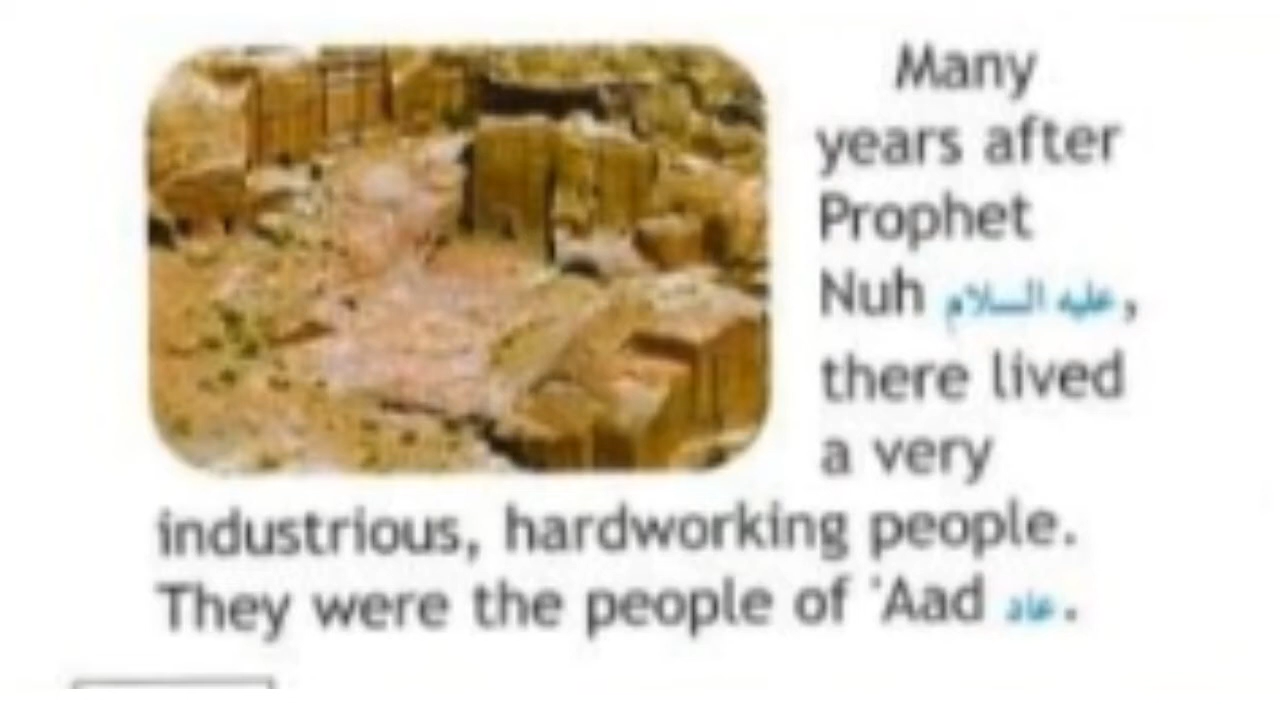 Many
years after
Prophet
Nuh عليه السلام,
there lived
a very
industrious, hardworking people.
They were the people of 'Aad عاد.